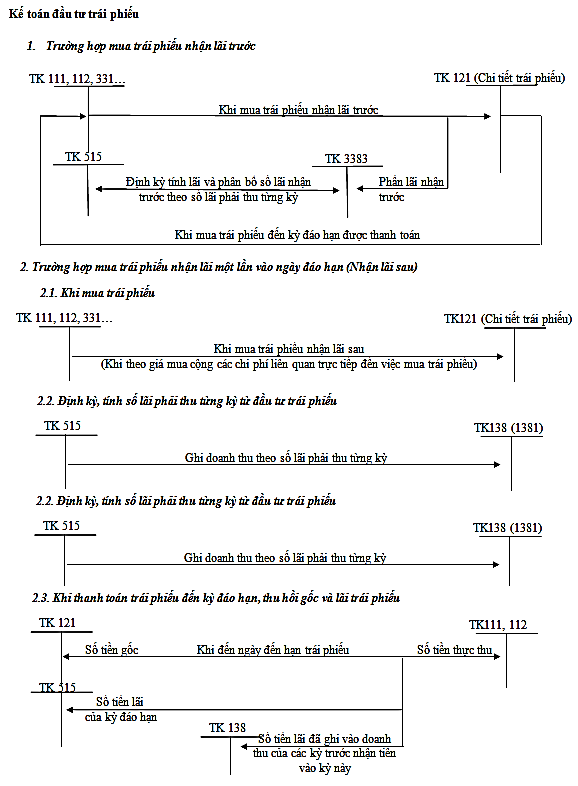 Kế toán đầu tư trái phiếu
1. Trường hợp mua trái phiếu nhận lãi trước
TK 111, 112, 331...
TK 121 (Chi tiết trái phiếu)
Khi mua trái phiếu nhân lãi trước
TK 515
TK 3383
Định kỳ tính lãi và phân bổ số lãi nhận
trước theo số lãi phải thu từng kỳ
Phần lãi nhận
trước
Khi mua trái phiếu đến kỳ đáo hạn được thanh toán
2. Trường hợp mua trái phiếu nhận lãi một lần vào ngày đáo hạn (Nhận lãi sau)
2.1. Khi mua trái phiếu
TK 111, 112, 331...
TK121 (Chi tiết trái phiếu)
Khi mua trái phiếu nhận lãi sau
(Khi theo giá mua cộng các chi phí liên quan trực tiếp đến việc mua trái phiếu)
2.2. Định kỳ, tính số lãi phải thu từng kỳ từ đầu tư trái phiếu
TK 515
TK138 (1381)
Ghi doanh thu theo số lãi phải thu từng kỳ
2.2. Định kỳ, tính số lãi phải thu từng kỳ từ đầu tư trái phiếu
TK 515
TK138 (1381)
Ghi doanh thu theo số lãi phải thu từng kỳ
2.3. Khi thanh toán trái phiếu đến kỳ đáo hạn, thu hồi gốc và lãi trái phiếu
TK 121
TK111, 112
Số tiền gốc
Khi đến ngày đến hạn trái phiếu
Số tiền thực thu
TK 515
Số tiền lãi
của kỳ đáo hạn
TK 138
Số tiền lãi đã ghi vào doanh
thu của các kỳ trước nhận tiền
vào kỳ này